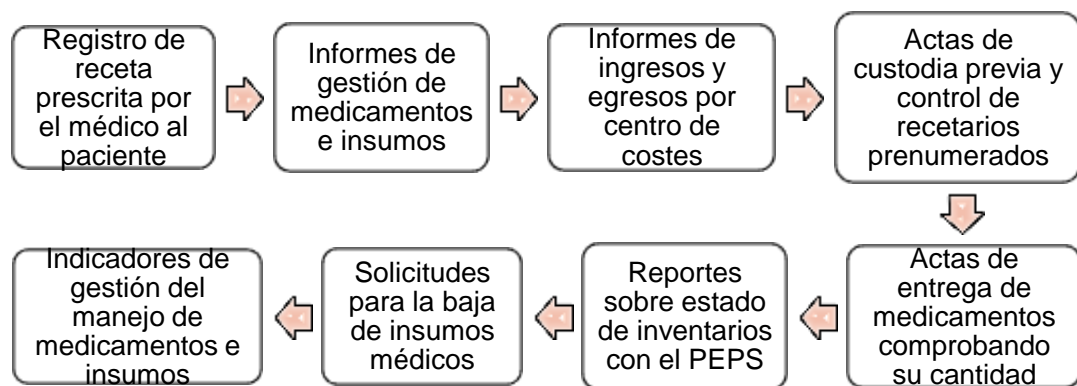 Registro de
receta
prescrita por
el médico al
paciente
Informes de
gestión de
medicamentos
e insumos
Informes de
ingresos y
egresos por
centro de
costes
Actas de
custodia previa y
control de
recetarios
prenumerados
Actas de
entrega de
medicamentos
comprobando
su cantidad
Reportes
sobre estado
de inventarios
con el PEPS
Solicitudes
para la baja
de insumos
médicos
Indicadores de
gestión del
manejo de
medicamentos e
insumos